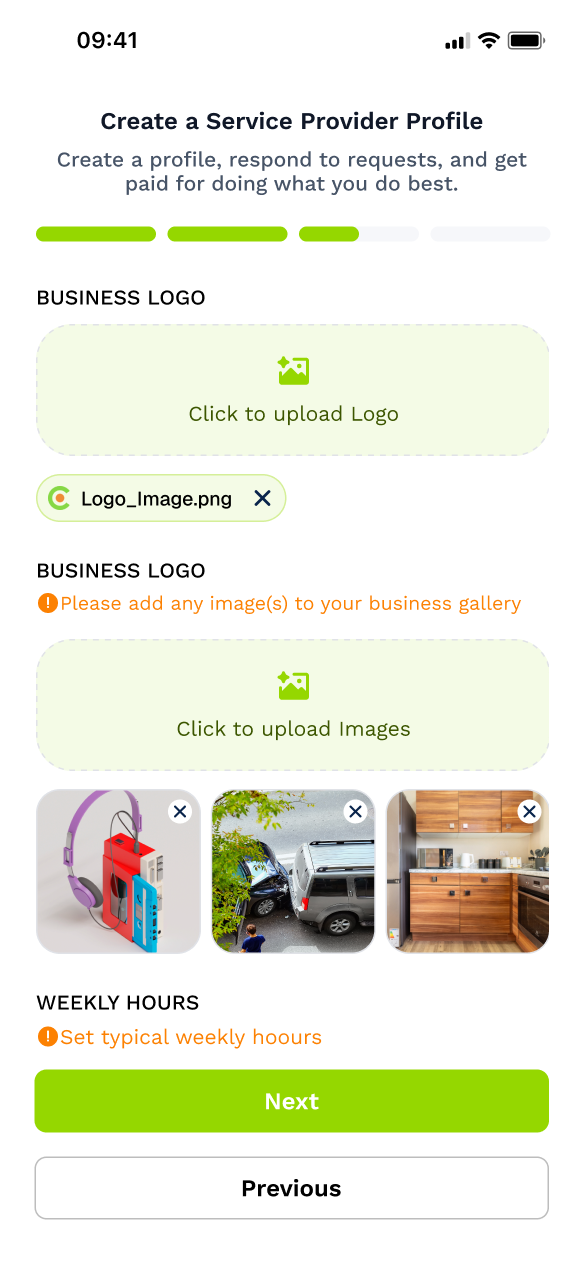 09:41
Create a Service Provider Profile
Create a profile, respond to requests, and get
paid for doing what you do best.
BUSINESS LOGO
Click to upload Logo
Logo_Image.png
BUSINESS LOGO
Please add any image(s) to your business gallery
Click to upload Images
WEEKLY HOURS
Set typical weekly hoours
Next
Previous